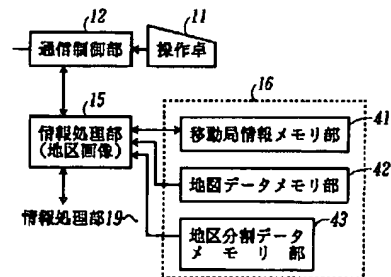 12
11
通信制御部
操作卓
15
16
情報処理部
(地区画像)
41
移動局情報メモリ部
42
地図データメモリ部
43
地区分割データ
メモリ部
情報処理部19へ